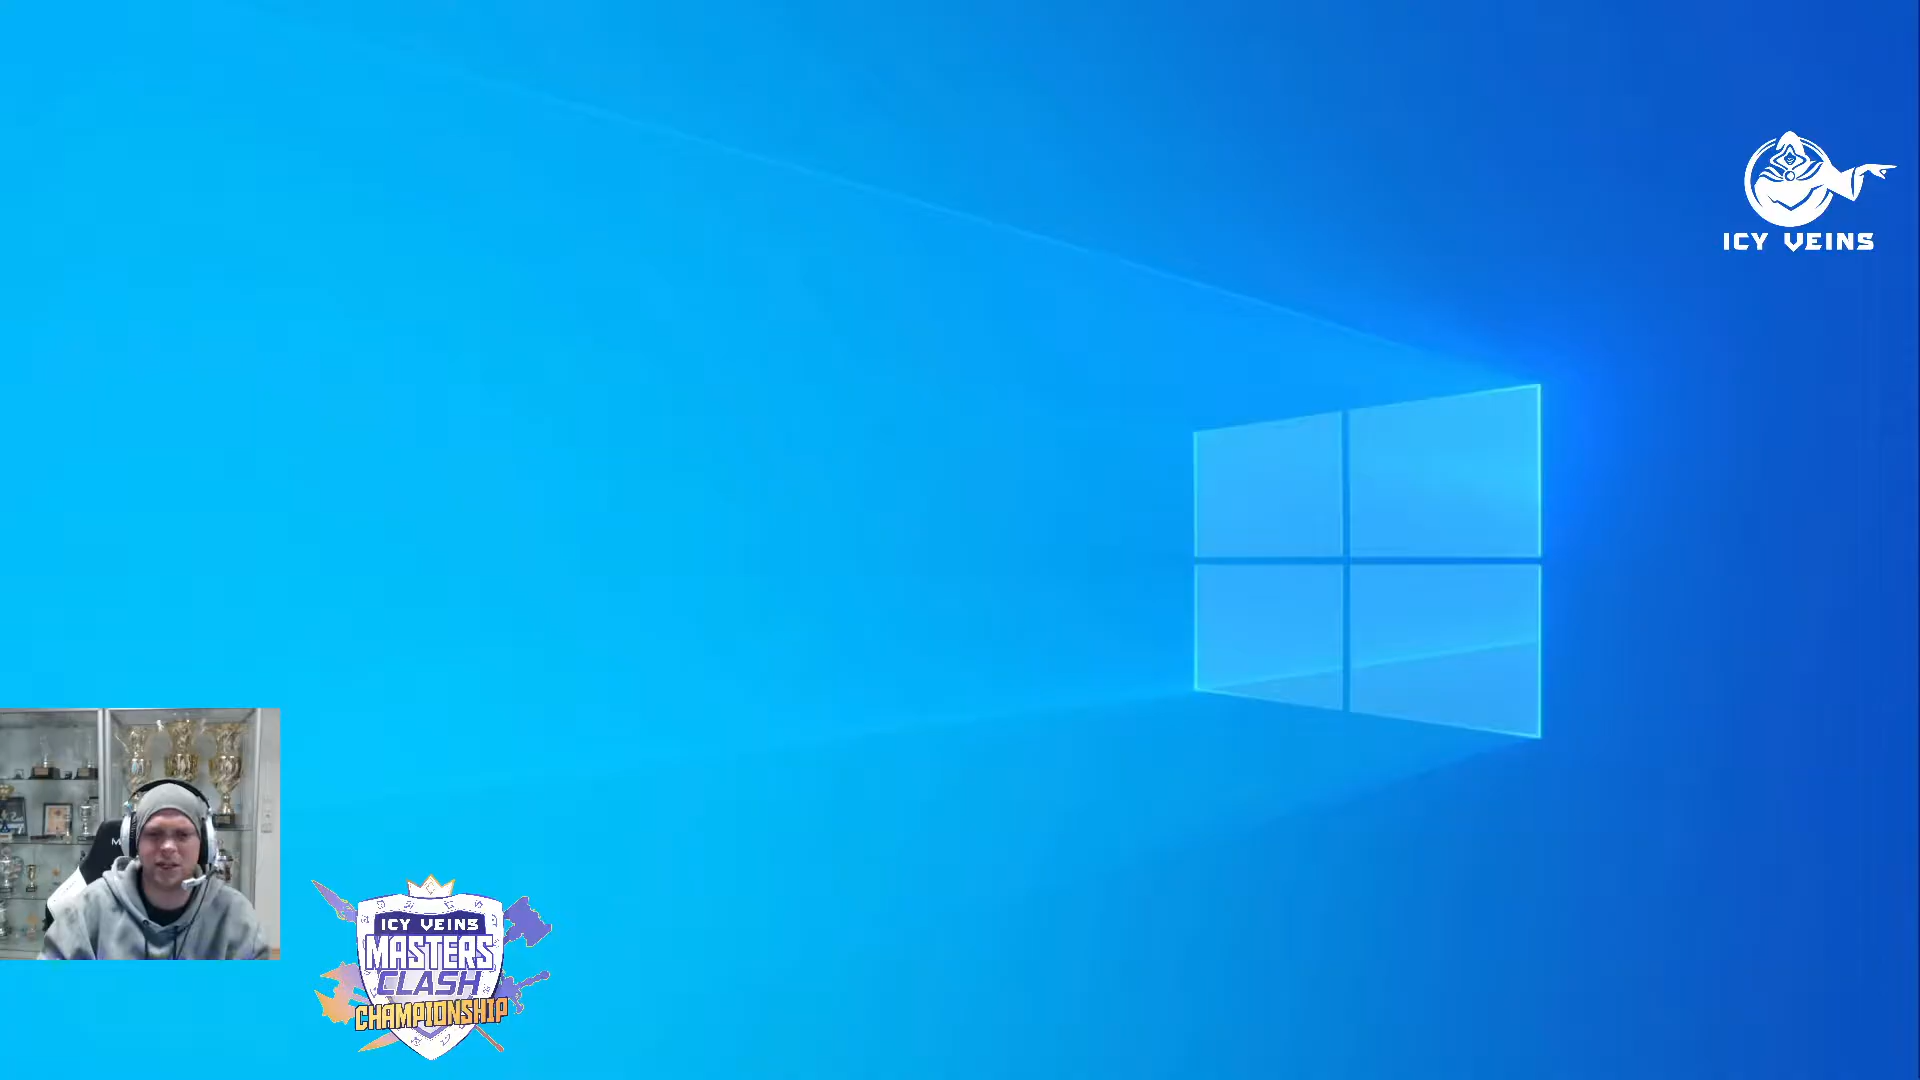 ICY VEINS
ICY VEINS
MASTERS
CLASH
CHAMPIONSHIP